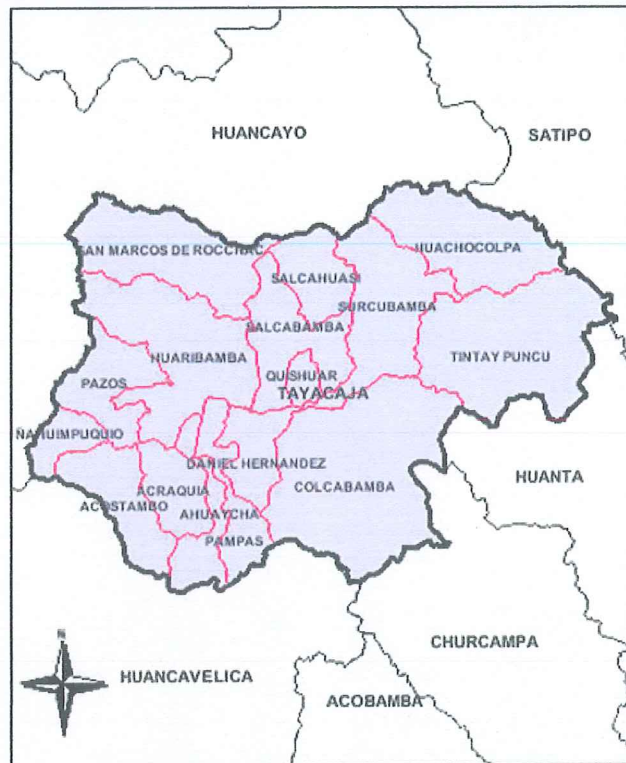 HUANCAYO
SATIPO
SAN MARCOS DE ROCCHAC
HUACHOCOLPA
SALCAHUASI
SURCUBAMBA
SALCABAMBA
HUARIBAMBA
TINTAY PUNCU
QUISHUAR
PAZOS
TAYACAJA
ÑAHUIMPUQUIO
DANIEL HERNANDEZ
HUANTA
COLCABAMBA
ACRAQUIA
ACOSTAMBO
AHUAYCHA
PAMPAS
N
CHURCAMPA
HUANCAVELICA
ACOBAMBA